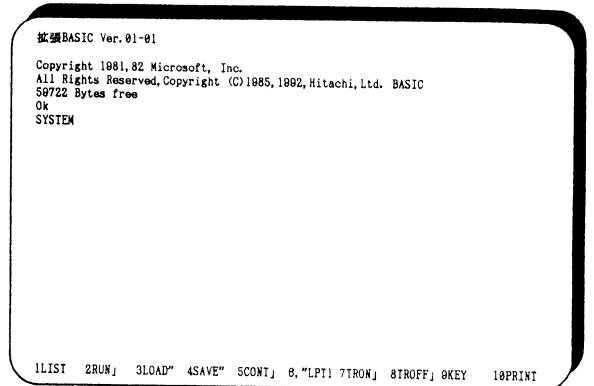 拡張BASIC Ver.01-01
Copyright 1981,82 Microsoft, Inc.
All Rights Reserved,Copyright (C)1985,1992,Hitachi,Ltd. BASIC
59722 Bytes free
Ok
SYSTEM
1LIST 2RUN」 3LOAD" 4SAVE" 5CONT」 6,"LPT1 7TRON」 8TROFF」 9KEY 10PRINT